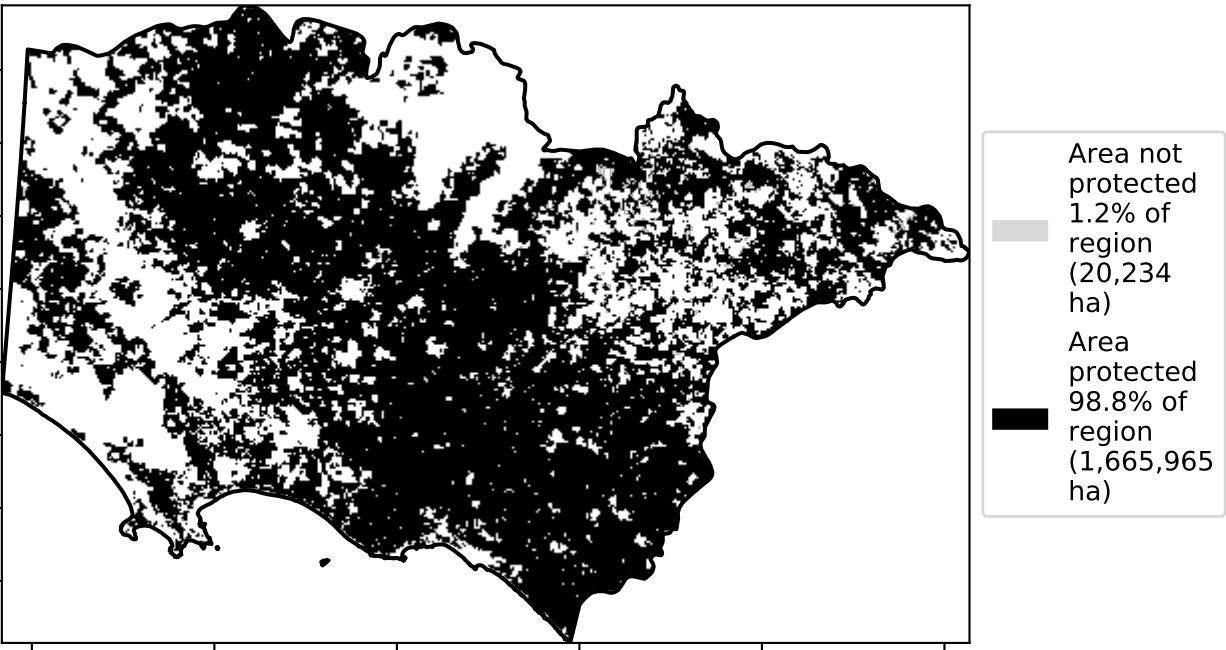 Area not
protected
1.2% of
region
(20,234
ha)
Area
protected
98.8% of
region
(1,665,965
ha)